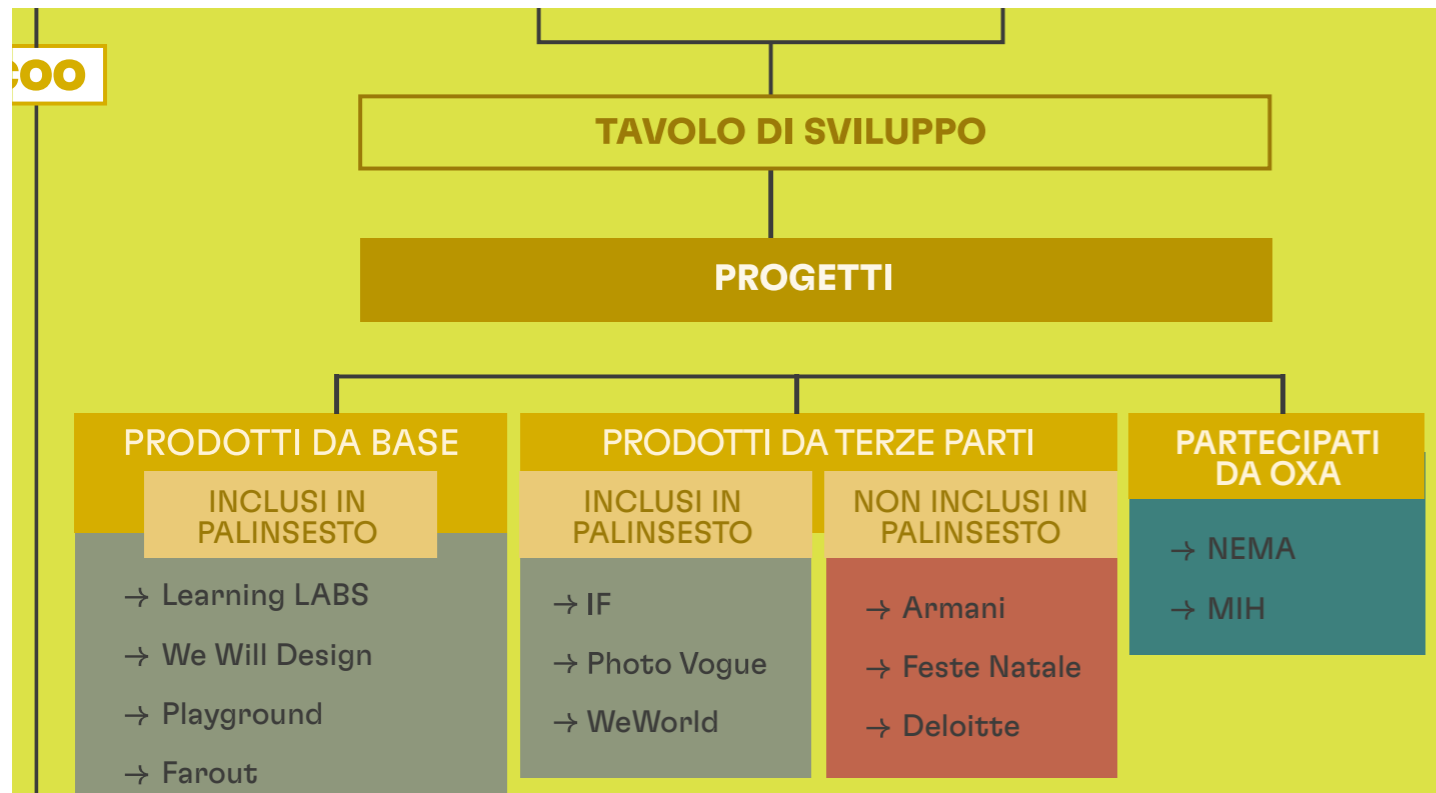 COO
TAVOLO DI SVILUPPO
PROGETTI
PRODOTTI DA BASE
INCLUSI IN
PALINSESTO
→ Learning LABS
→ We Will Design
→ Playground
→ Farout
PRODOTTI DA TERZE PARTI
INCLUSI IN
PALINSESTO
→ IF
→ Photo Vogue
→ WeWorld
NON INCLUSI IN
PALINSESTO
→ Armani
→ Feste Natale
→ Deloitte
PARTECIPATI
DA OXA
→ NEMA
→ MIH